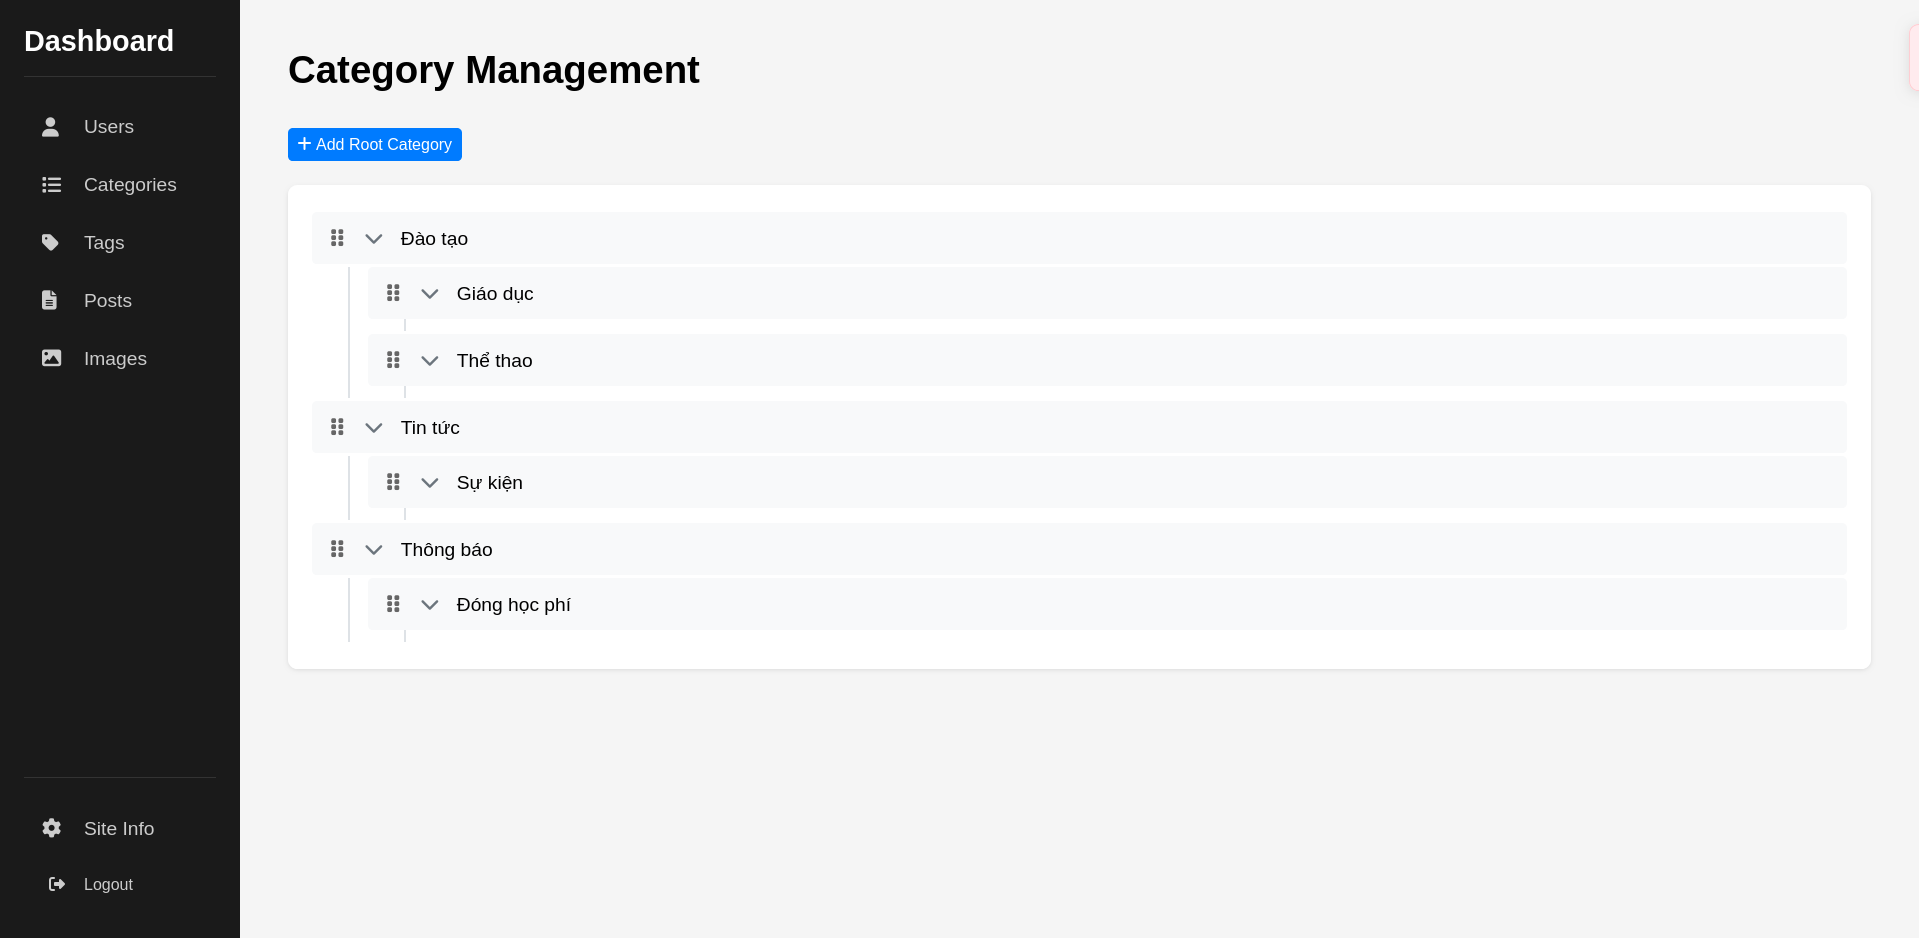 Dashboard
Users
Categories
Tags
Posts
Images
Site Info
Logout
Category Management
Add Root Category
Đào tạo
Giáo dục
Thể thao
Tin tức
Sự kiện
Thông báo
Đóng học phí